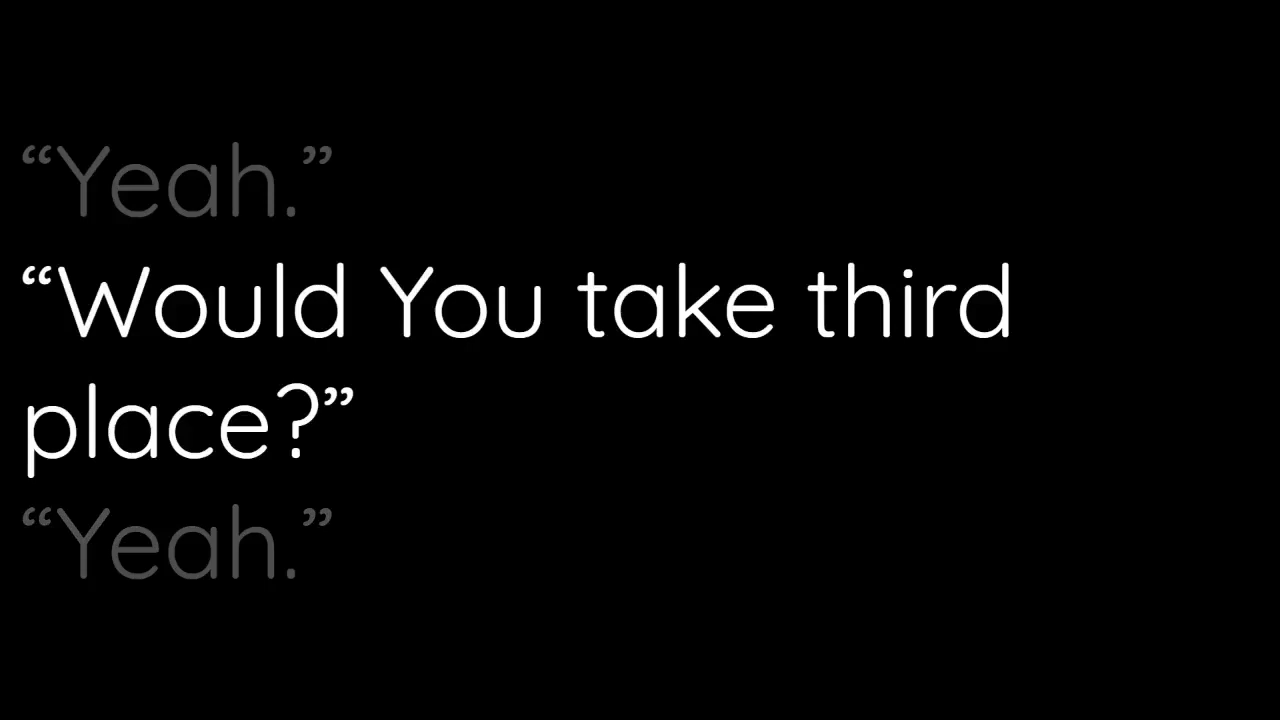 “Yeah.”
“Would You take third
place?”
“Yeah.”